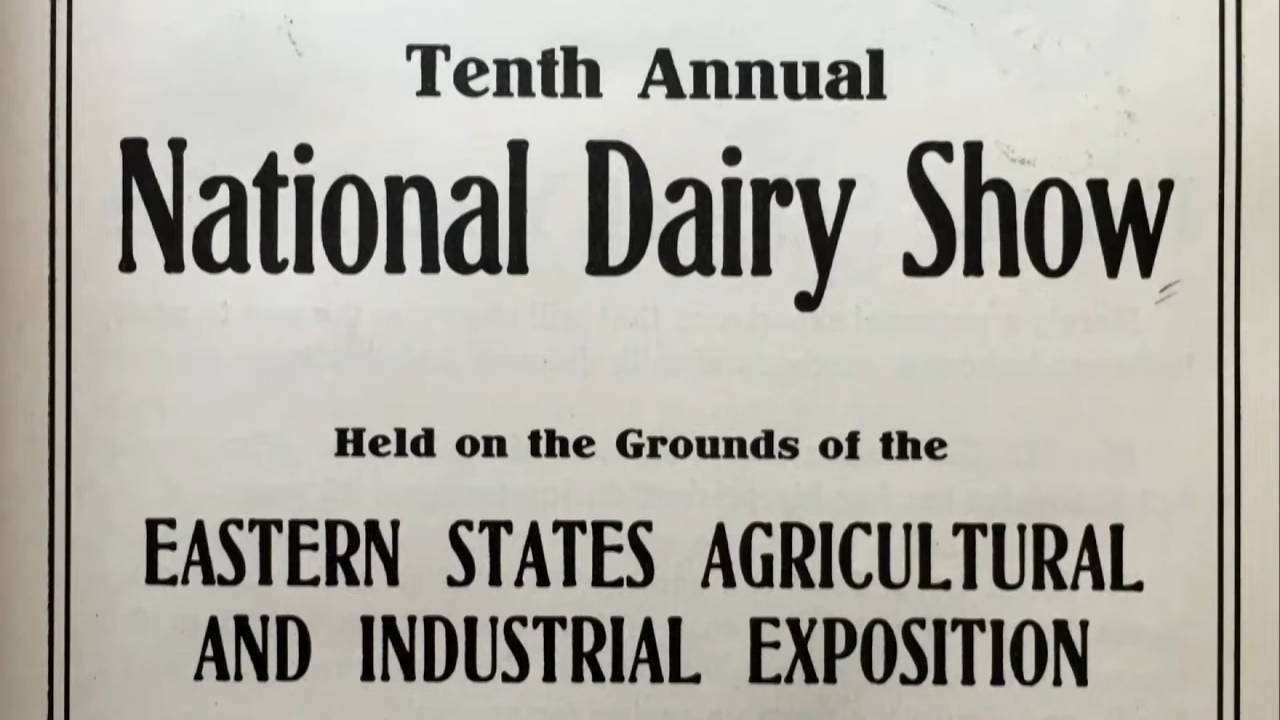 Tenth Annual
National Dairy Show
Held on the Grounds of the
EASTERN STATES AGRICULTURAL
AND INDUSTRIAL EXPOSITION